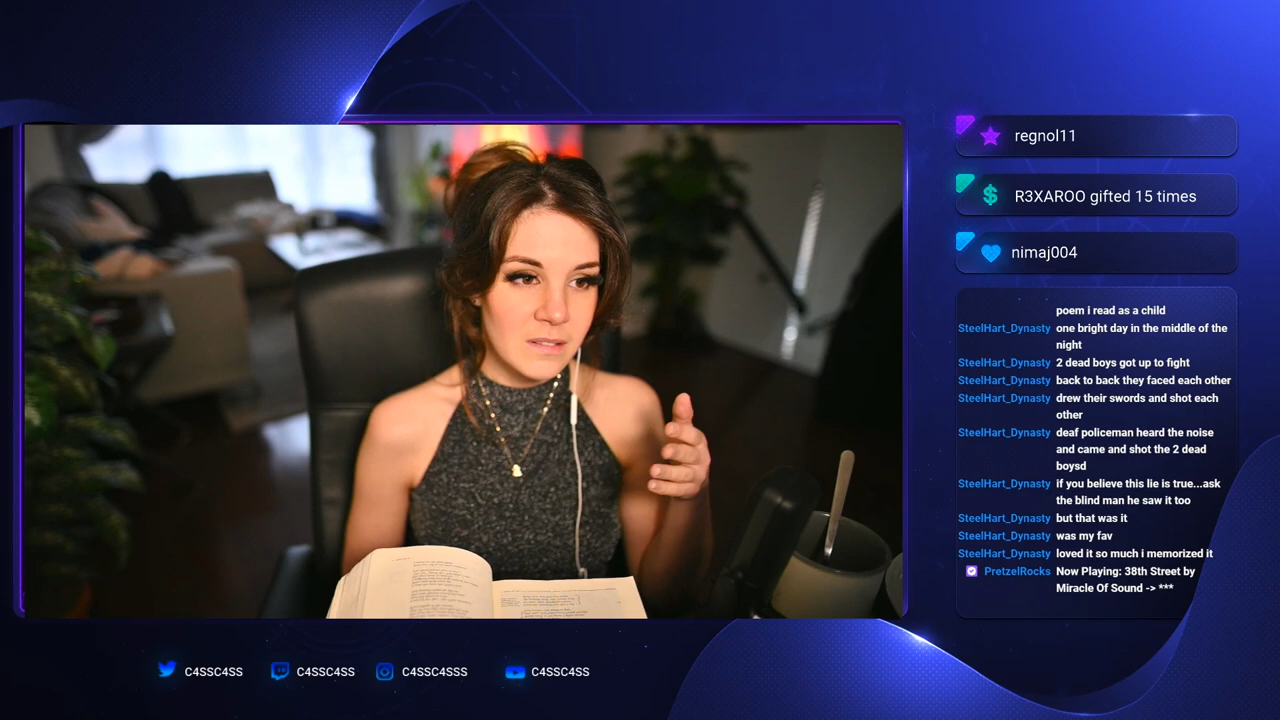 regnol11
R3XAROO gifted 15 times
nimaj004
poem i read as a child
SteelHart_Dynasty one bright day in the middle of the
night
SteelHart_Dynasty 2 dead boys got up to fight
SteelHart_Dynasty back to back they faced each other
SteelHart_Dynasty drew their swords and shot each
other
SteelHart_Dynasty deaf policeman heard the noise
and came and shot the 2 dead
boysd
SteelHart_Dynasty if you believe this lie is true...ask
the blind man he saw it too
SteelHart_Dynasty but that was it
SteelHart_Dynasty was my fav
SteelHart_Dynasty loved it so much i memorized it
PretzelRocks Now Playing: 38th Street by
Miracle Of Sound -> ***
C4SSC4SS C4SSC4SS C4SSC4SSS C4SSC4SS